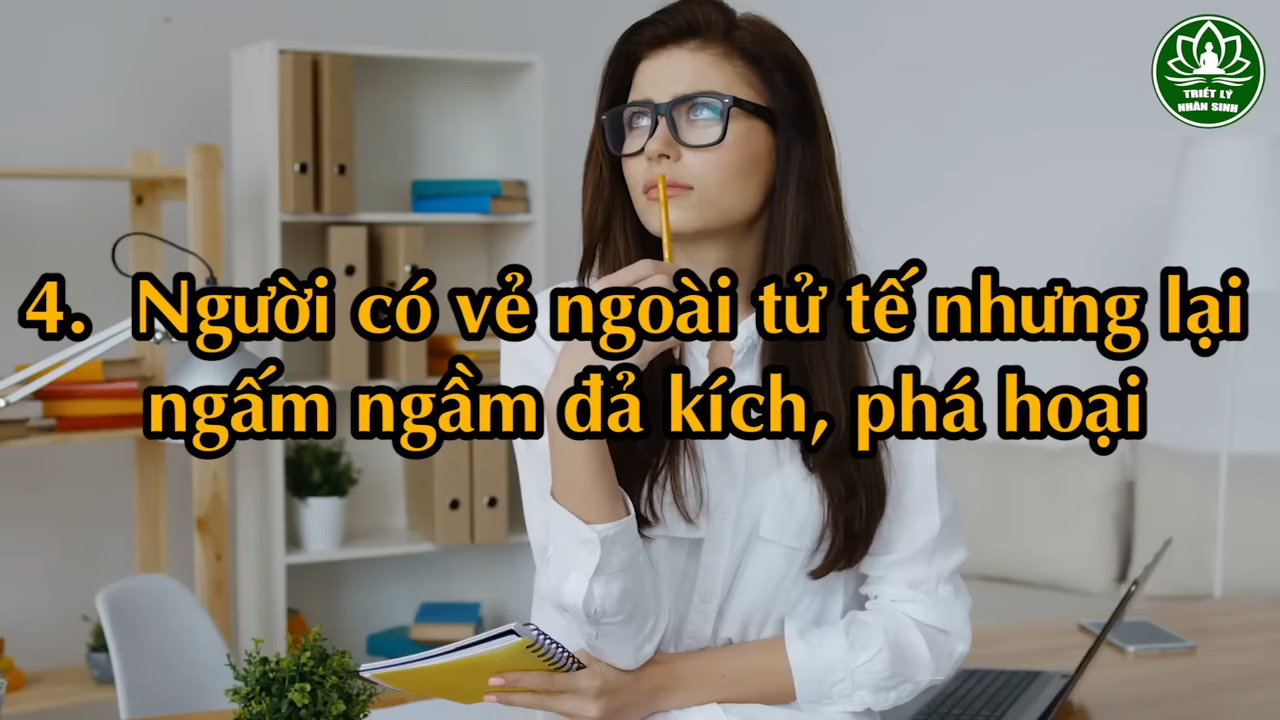 TRIẾT LÝ
NHÂN SINH
4. Người có vẻ ngoài tử tế nhưng lại
ngấm ngầm đả kích, phá hoại